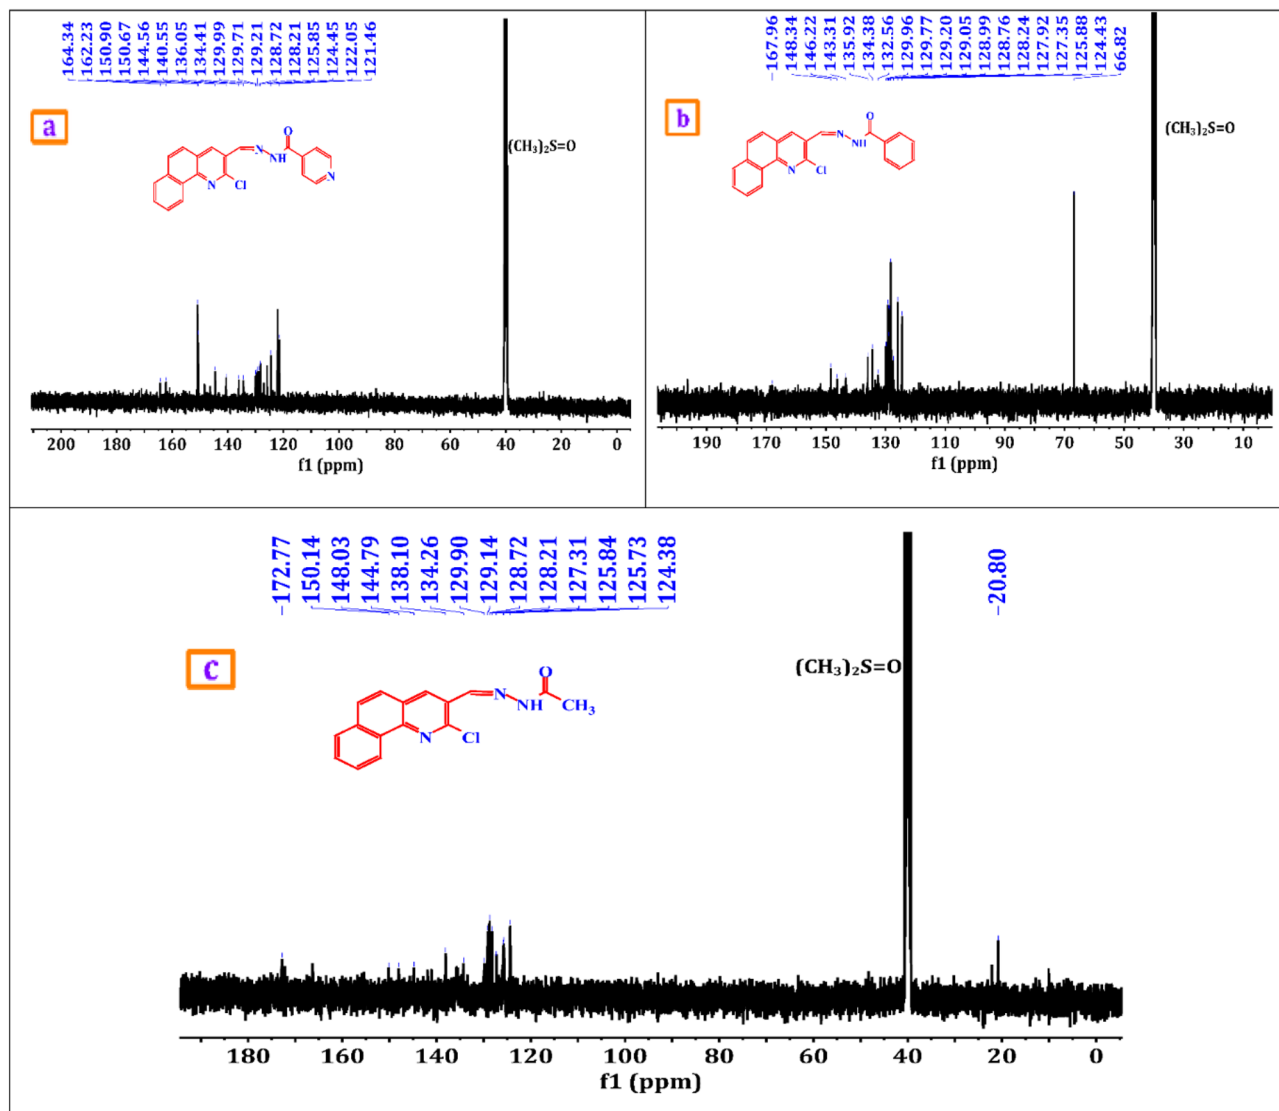 164.34
162.23
150.90
150.67
144.56
140.55
136.05
134.41
129.99
129.71
129.21
128.72
128.21
125.85
124.45
122.05
121.46
a
O
N
NH
N
Cl
N
(CH₃)₂S=O
200 180 160 140 120 100 80 60 40 20 0
f1 (ppm)
-167.96
148.34
146.22
143.31
135.92
134.38
132.56
129.96
129.77
129.20
129.05
128.99
128.76
128.24
127.92
127.35
125.88
124.43
66.82
b
O
N
NH
N
Cl
(CH₃)₂S=O
190 170 150 130 110 90 70 50 30 10
f1 (ppm)
-172.77
150.14
148.03
144.79
138.10
134.26
129.90
129.14
128.72
128.21
127.31
125.84
125.73
124.38
-20.80
c
O
N
NH
CH₃
N
Cl
(CH₃)₂S=O
180 160 140 120 100 80 60 40 20 0
f1 (ppm)